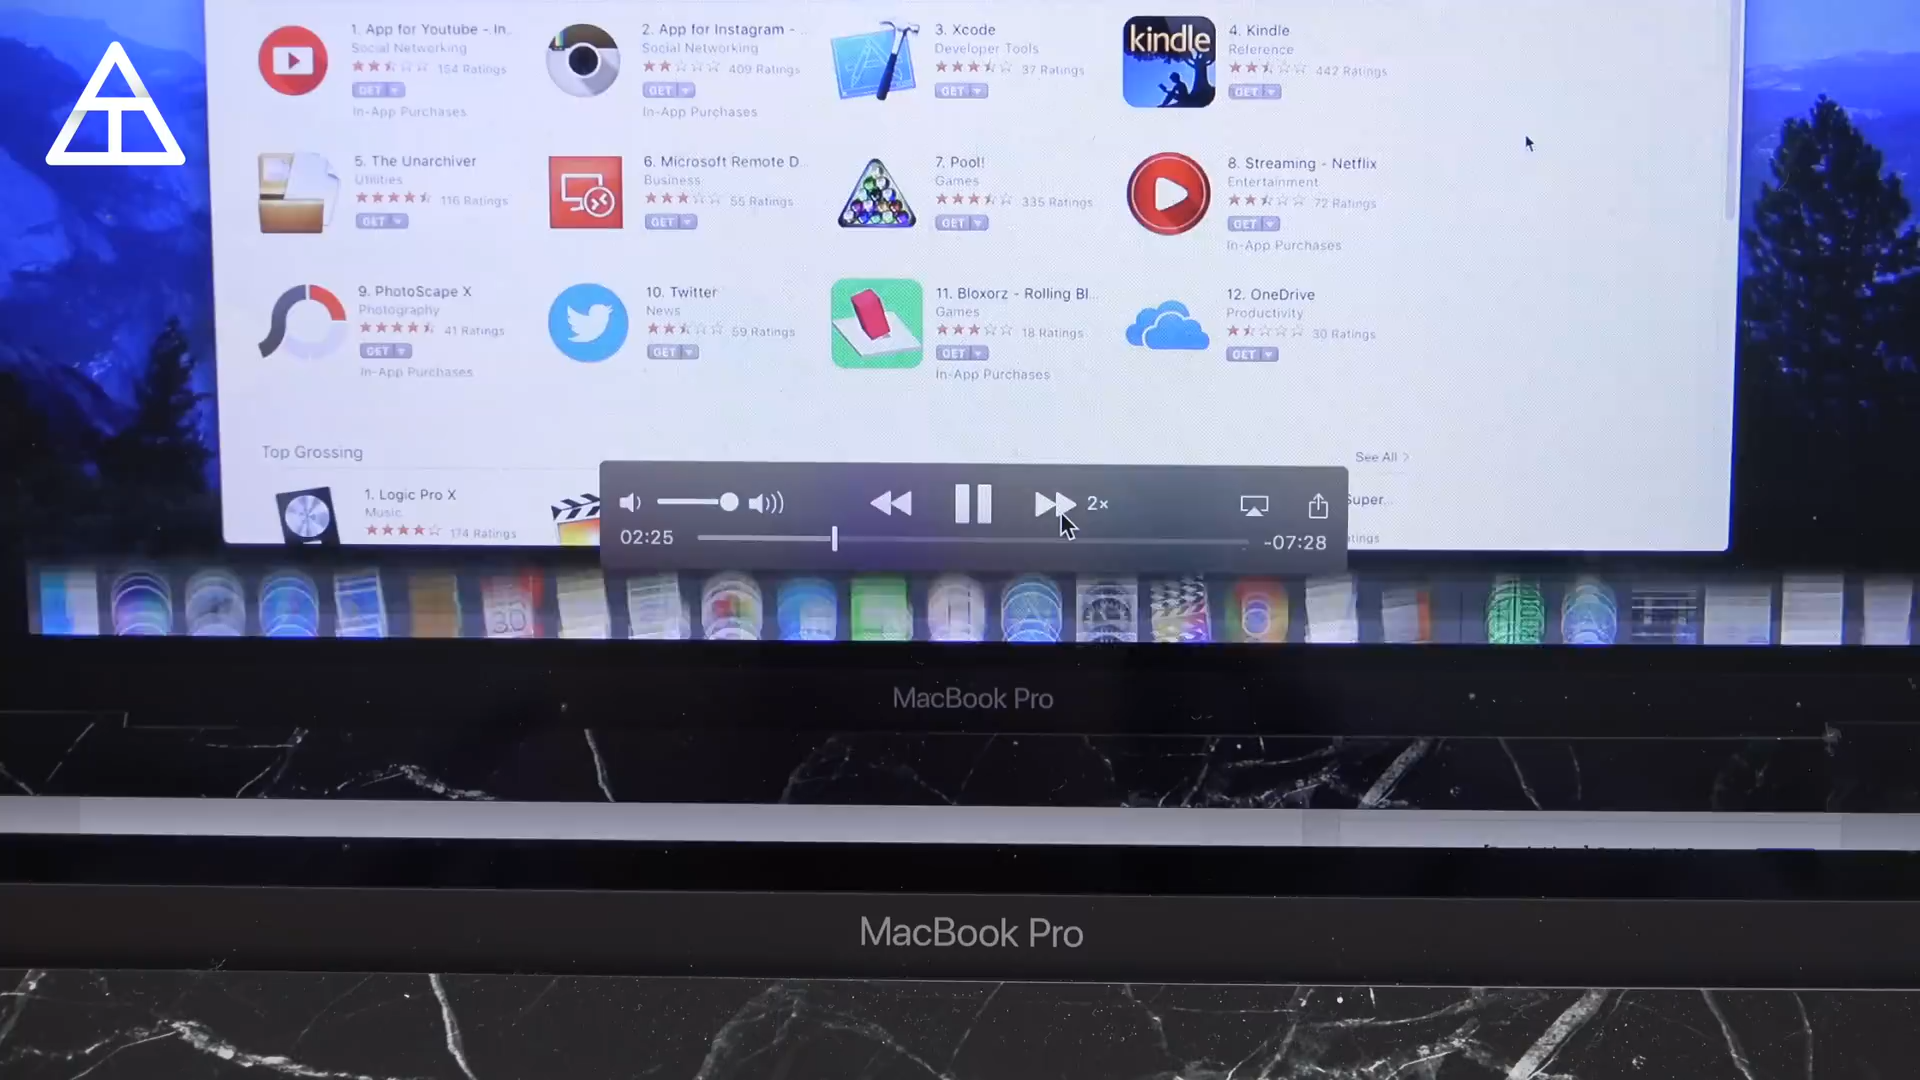 1. App for Youtube - In..
Social Networking
154 Ratings
GET
In-App Purchases
2. App for Instagram - ..
Social Networking
409 Ratings
GET
In-App Purchases
3. Xcode
Developer Tools
37 Ratings
GET
kindle
4. Kindle
Reference
442 Ratings
GET
5. The Unarchiver
Utilities
116 Ratings
GET
6. Microsoft Remote D..
Business
55 Ratings
GET
7. Pool!
Games
335 Ratings
GET
8. Streaming - Netflix
Entertainment
72 Ratings
GET
In-App Purchases
9. PhotoScape X
Photography
41 Ratings
GET
In-App Purchases
10. Twitter
News
59 Ratings
GET
11. Bloxorz - Rolling Bl...
Games
18 Ratings
GET
In-App Purchases
12. OneDrive
Productivity
30 Ratings
GET
Top Grossing
See All >
1. Logic Pro X
Music
174 Ratings
Super...
2×
02:25
-07:28
30
MacBook Pro
MacBook Pro